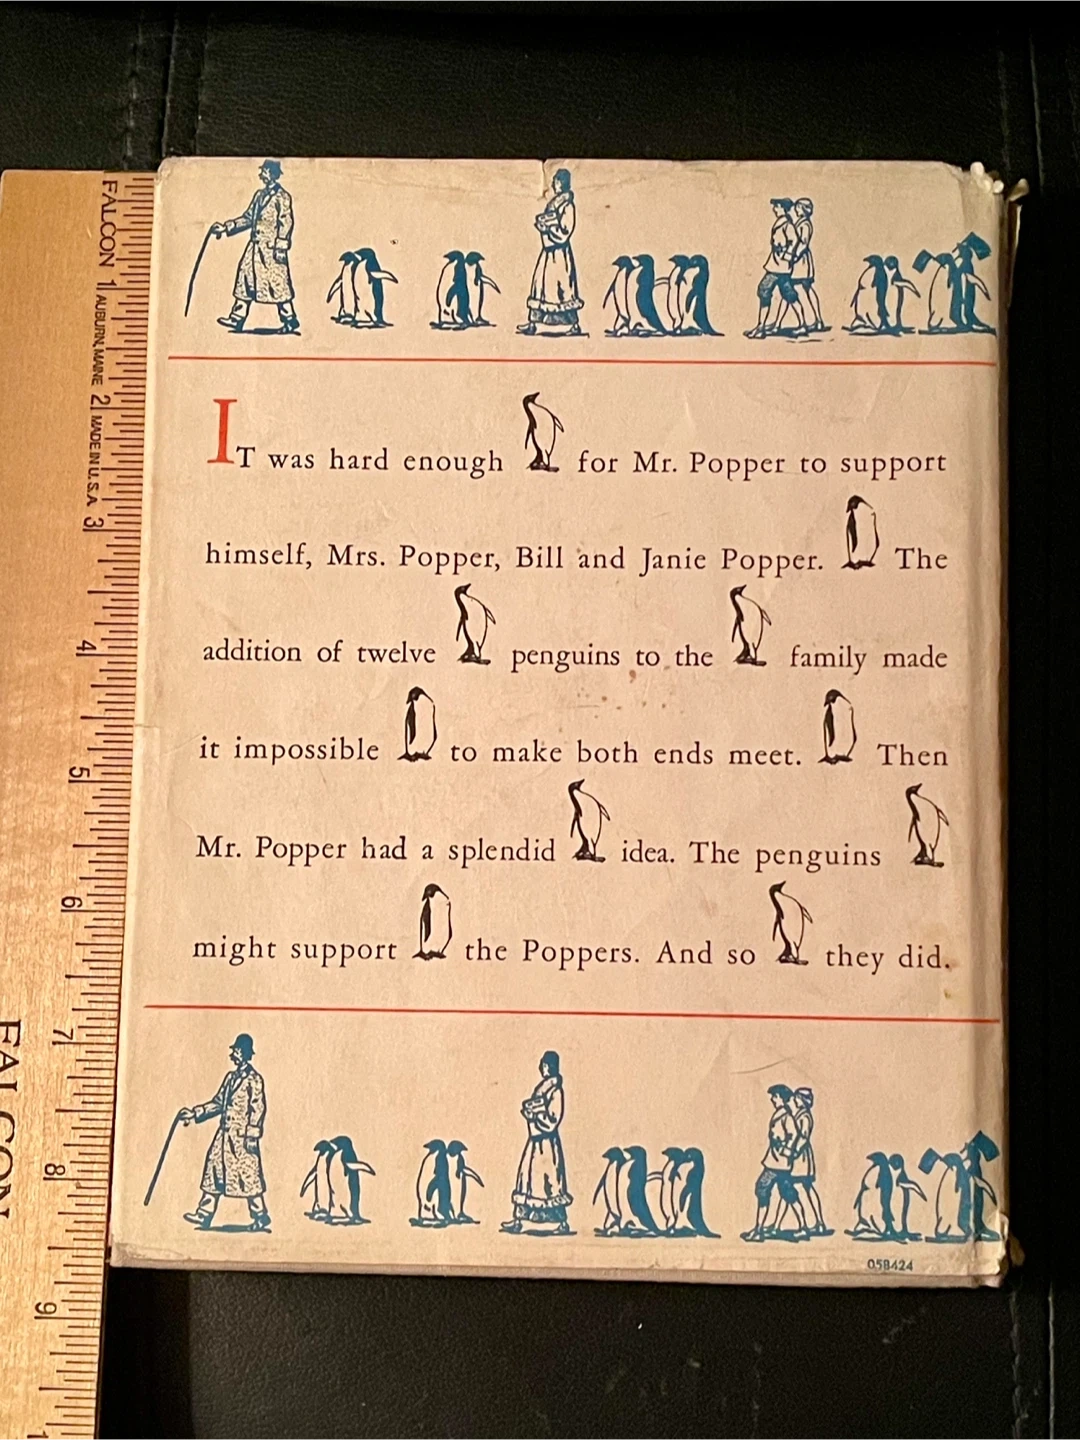 FALCON
AUBURN, MAINE
MADE IN U.S.A.
1
2
3
4
5
6
7
8
9
FALCON
IT was hard enough for Mr. Popper to support
himself, Mrs. Popper, Bill and Janie Popper. The
addition of twelve penguins to the family made
it impossible to make both ends meet. Then
Mr. Popper had a splendid idea. The penguins
might support the Poppers. And so they did.
058424